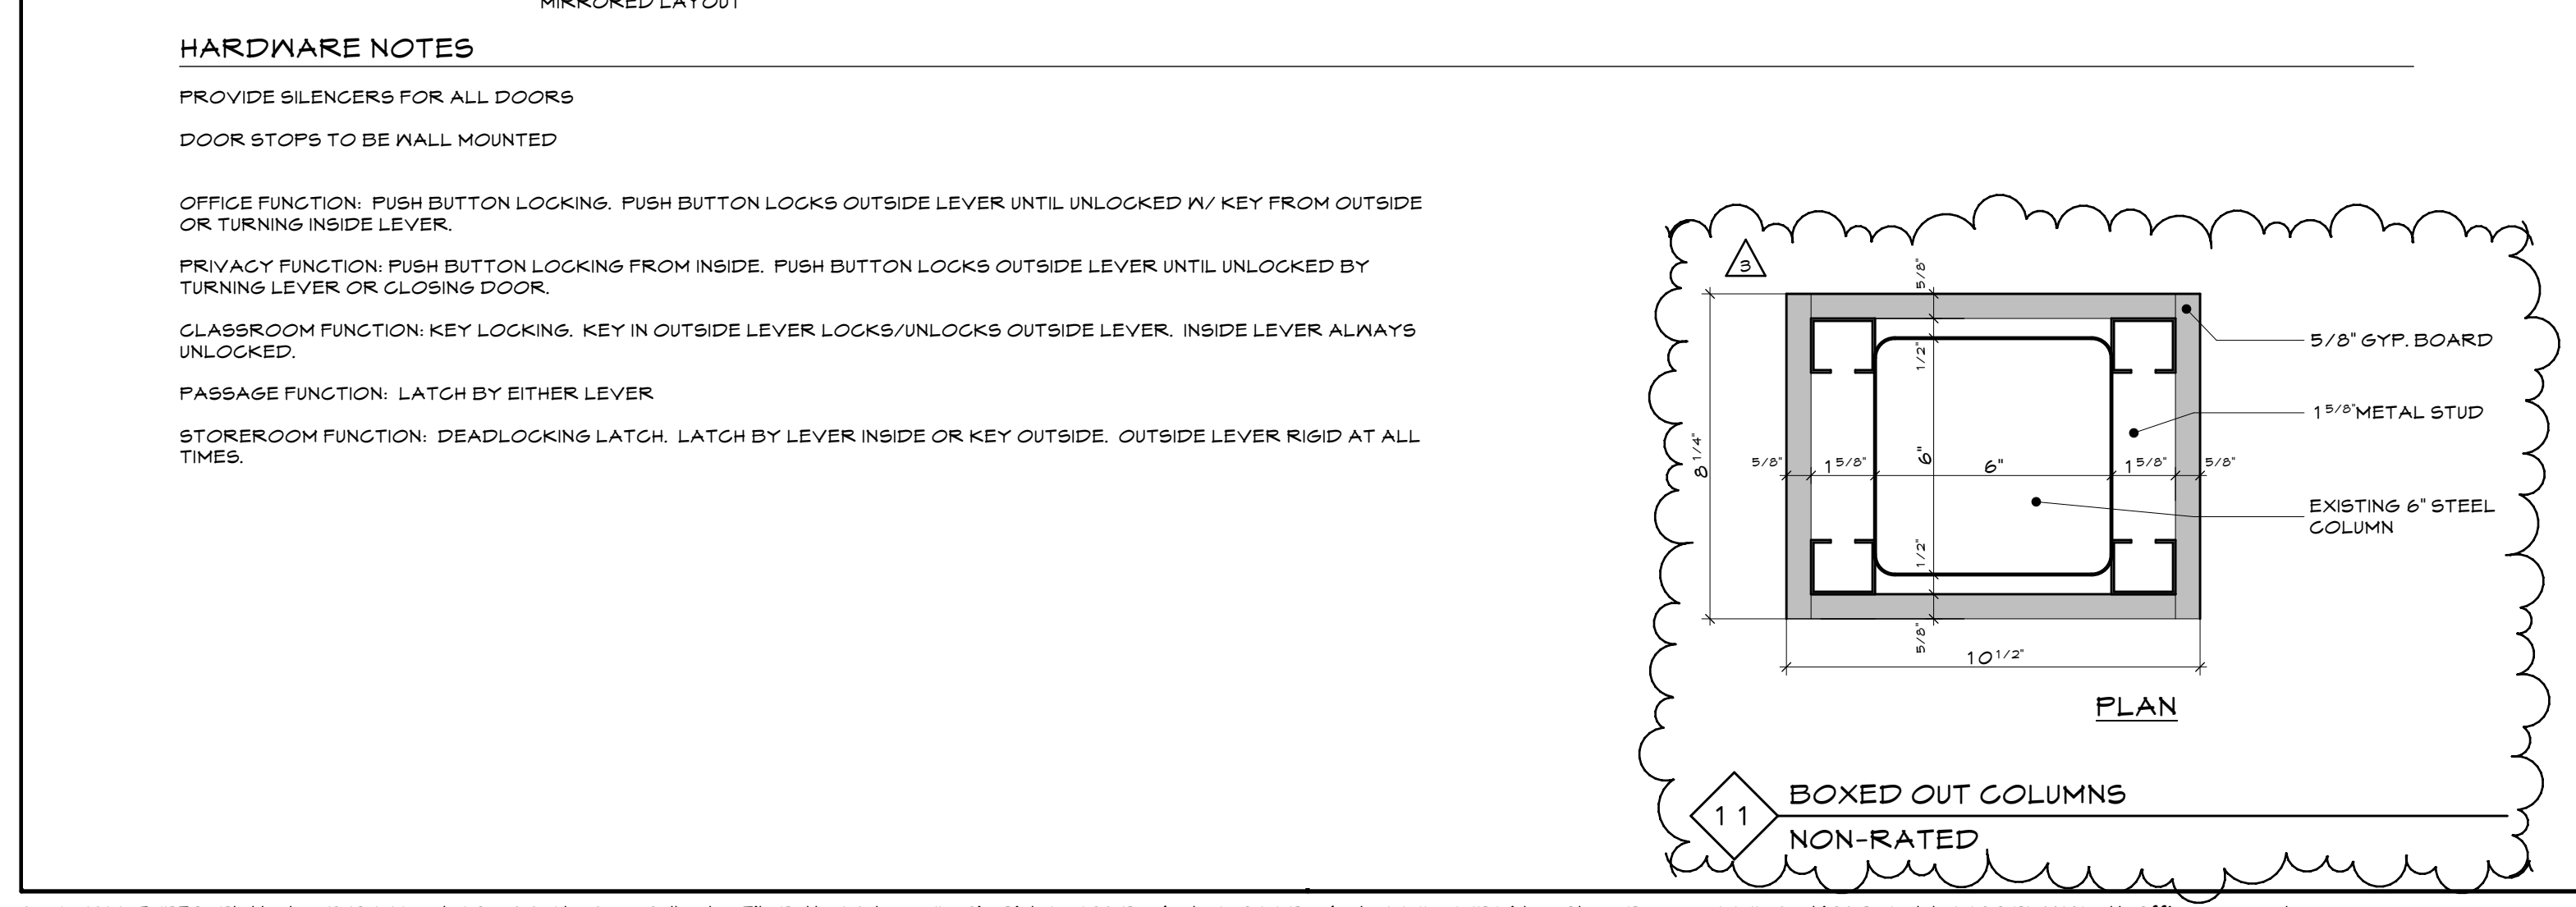 MIRRORED LAYOUT
HARDWARE NOTES
PROVIDE SILENCERS FOR ALL DOORS
DOOR STOPS TO BE WALL MOUNTED
OFFICE FUNCTION: PUSH BUTTON LOCKING. PUSH BUTTON LOCKS OUTSIDE LEVER UNTIL UNLOCKED W/ KEY FROM OUTSIDE
OR TURNING INSIDE LEVER.
PRIVACY FUNCTION: PUSH BUTTON LOCKING FROM INSIDE. PUSH BUTTON LOCKS OUTSIDE LEVER UNTIL UNLOCKED BY
TURNING LEVER OR CLOSING DOOR.
CLASSROOM FUNCTION: KEY LOCKING. KEY IN OUTSIDE LEVER LOCKS/UNLOCKS OUTSIDE LEVER. INSIDE LEVER ALWAYS
UNLOCKED.
PASSAGE FUNCTION: LATCH BY EITHER LEVER
STOREROOM FUNCTION: DEADLOCKING LATCH. LATCH BY LEVER INSIDE OR KEY OUTSIDE. OUTSIDE LEVER RIGID AT ALL
TIMES.
3
5/8"
1/2"
5/8" GYP. BOARD
1 5/8" METAL STUD
8 1/4"
5/8"
1 5/8"
6"
6"
1 5/8"
5/8"
EXISTING 6" STEEL
COLUMN
1/2"
5/8"
10 1/2"
PLAN
11
BOXED OUT COLUMNS
NON-RATED